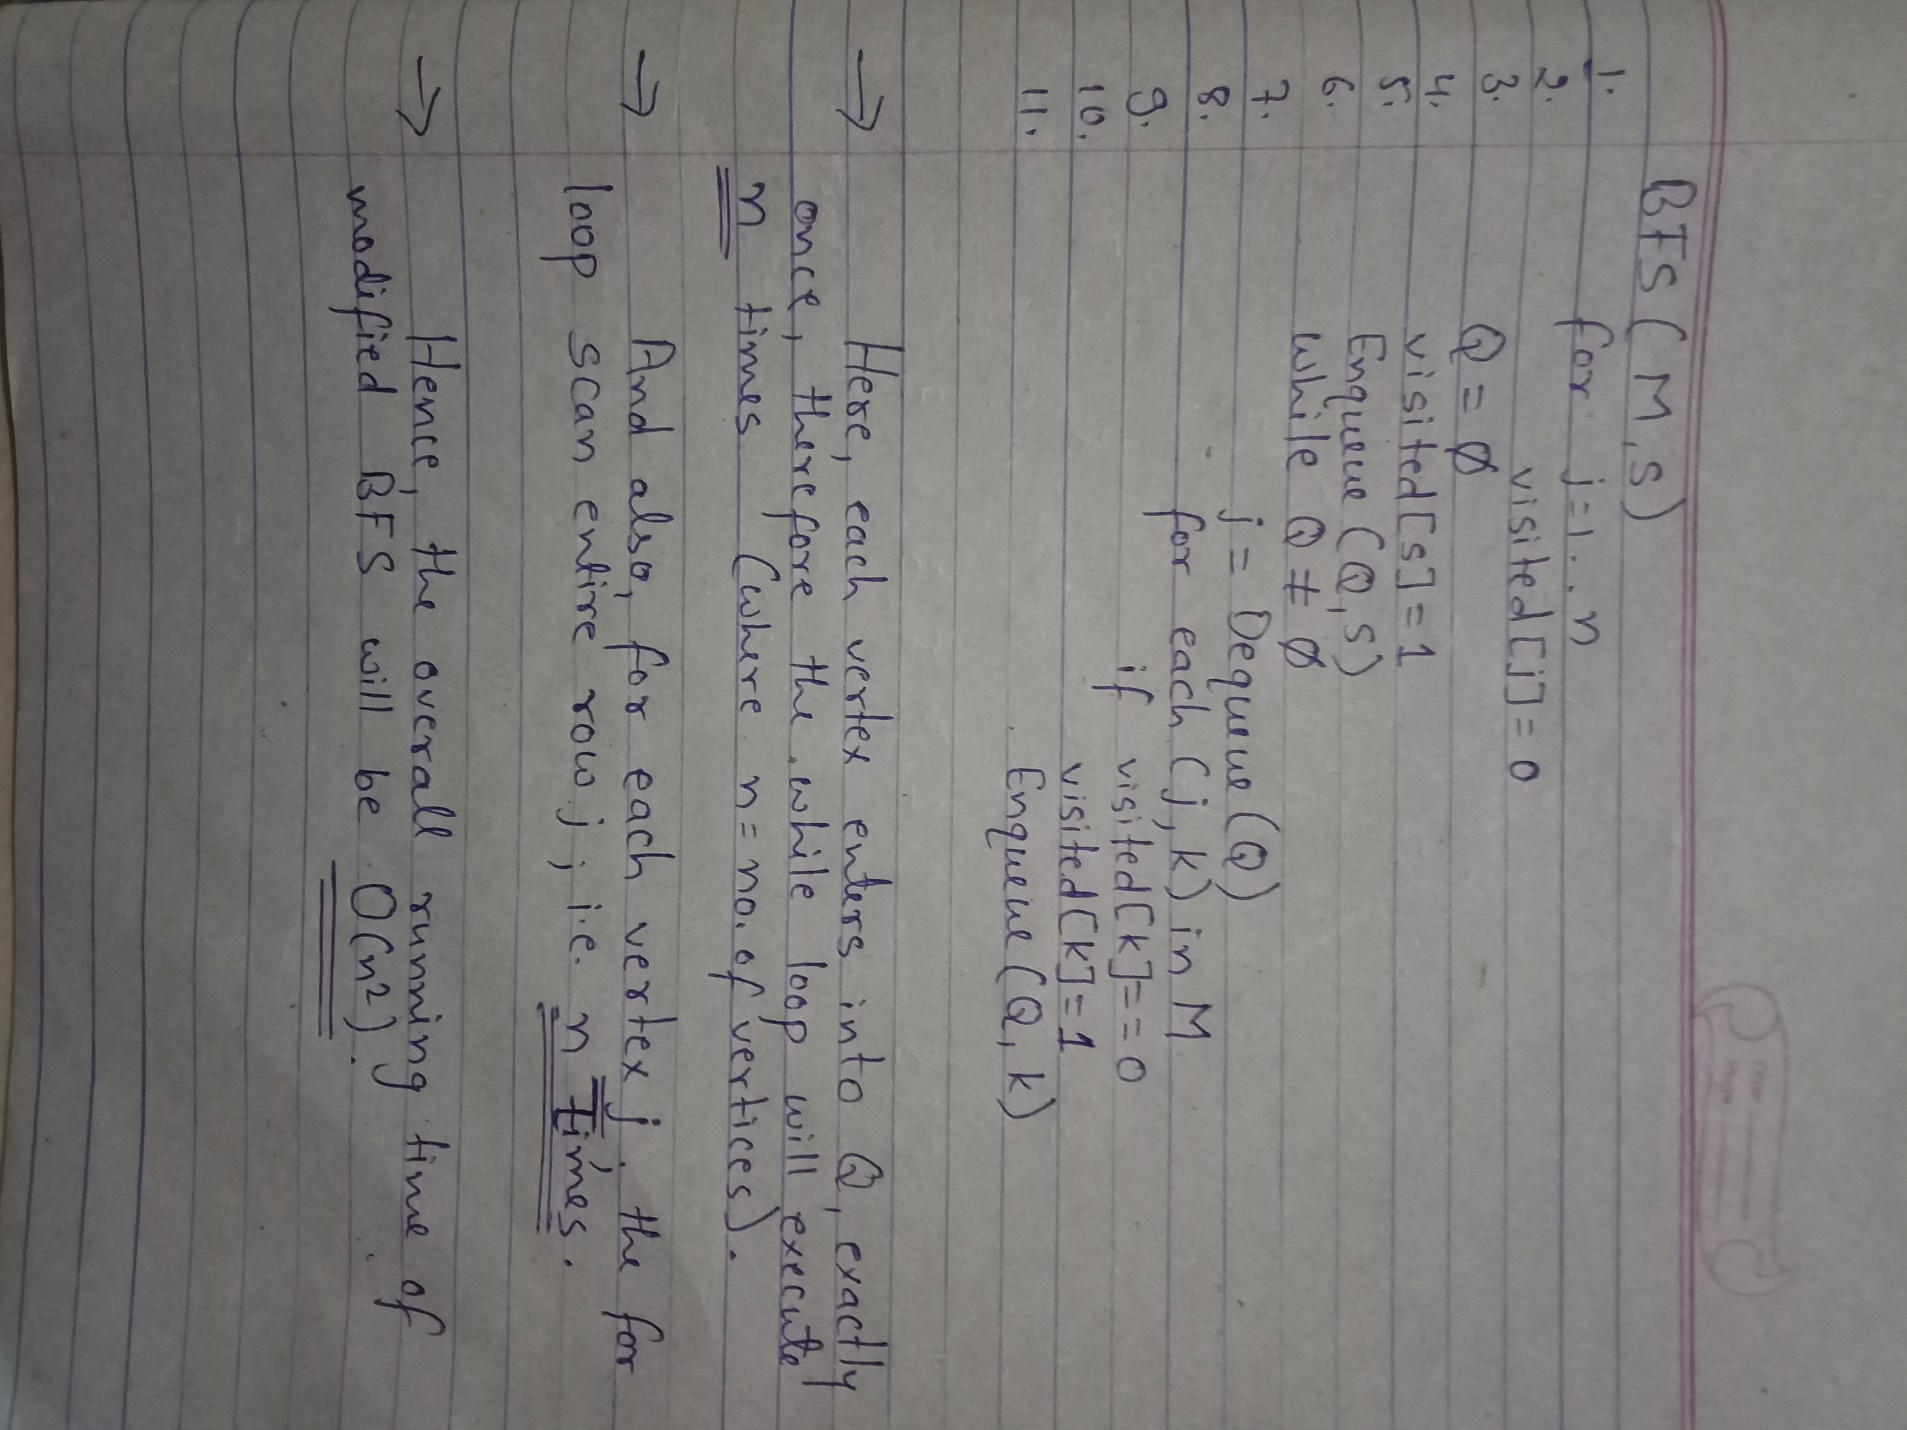 BFS(M,s)
1. for j=1..n
2. visited[j]=0
3. Q=∅
4. visited[s]=1
5. Enqueue(Q,s)
6. while Q≠∅
7. j=Dequeue(Q)
8. for each (j,k) in M
9. if visited[k]==0
10. visited[k]=1
11. Enqueue(Q,k)
→ Here, each vertex enters into Q, exactly
once, therefore the while loop will execute
n times (where n=no. of vertices).
→ And also, for each vertex j, the for
loop scan entire row j, i.e. n times.
→ Hence, the overall running time of
modified BFS will be O(n²).